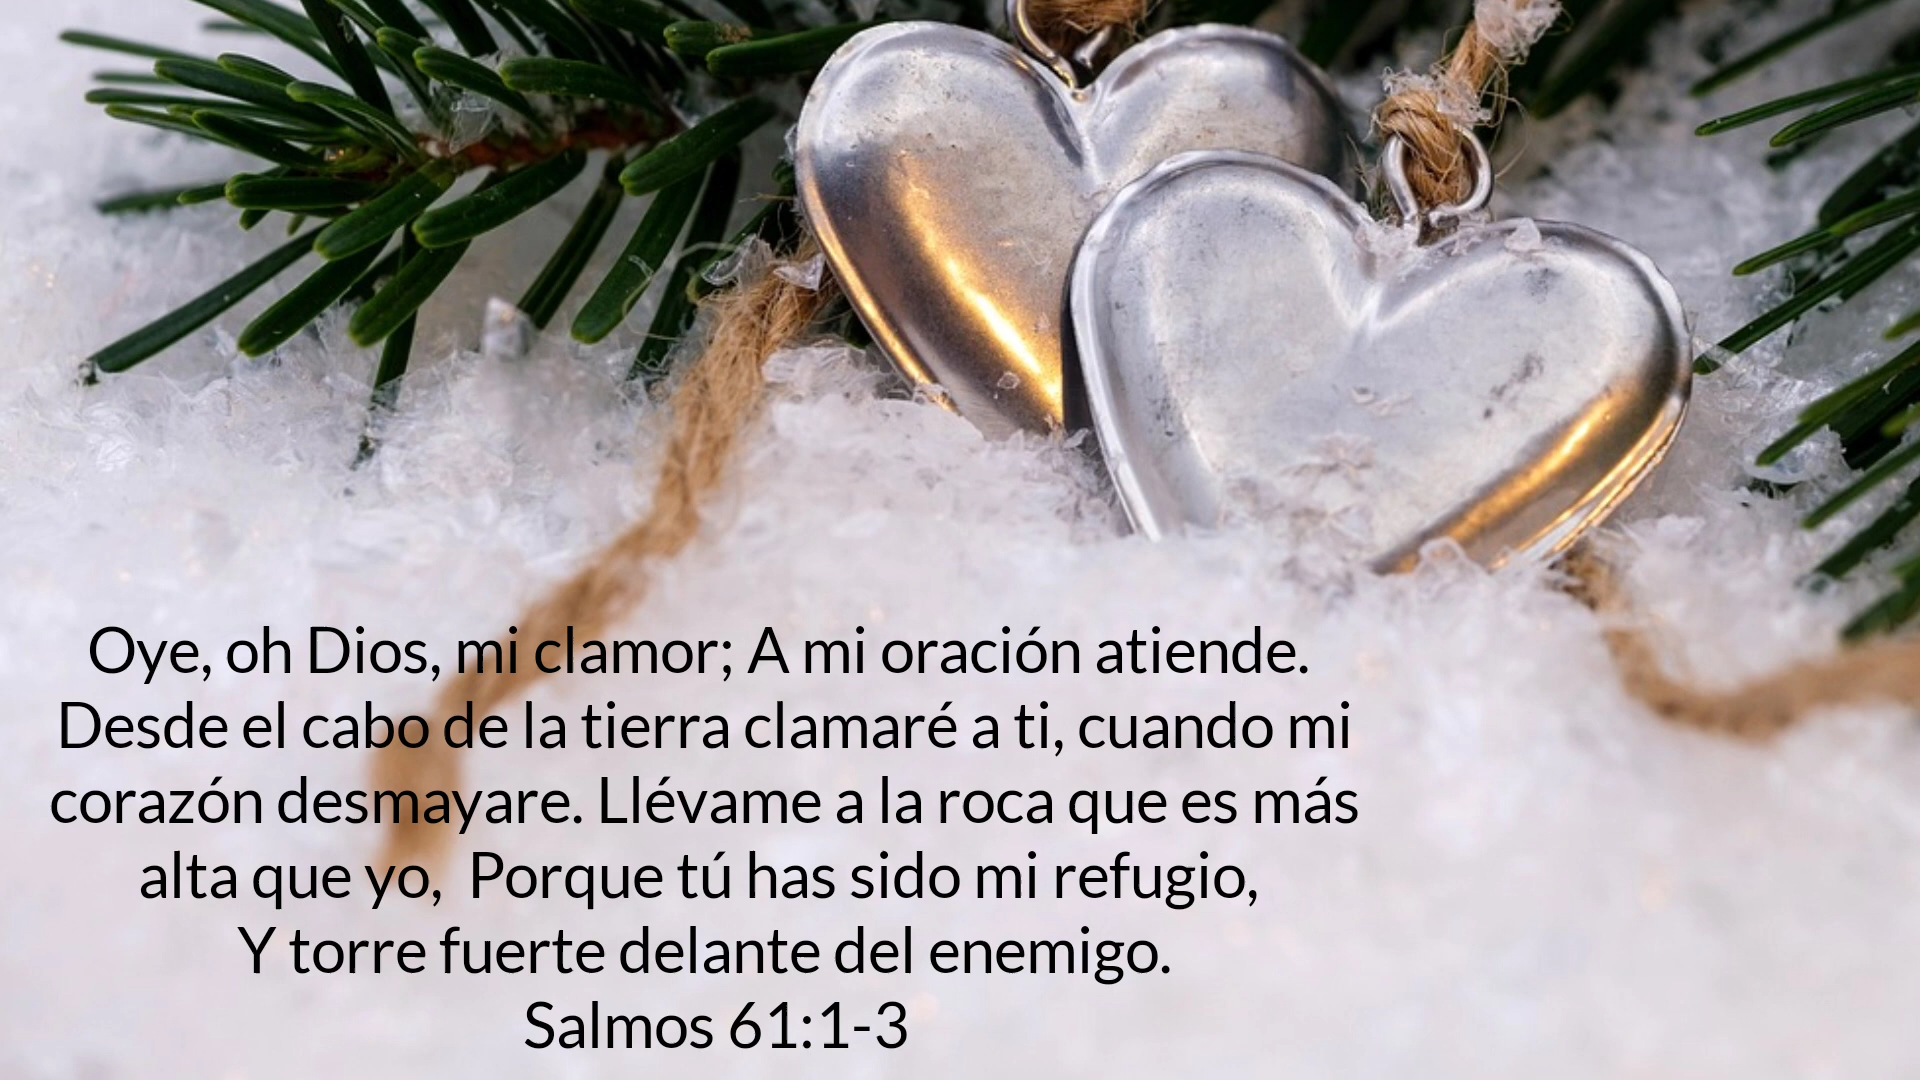 Oye, oh Dios, mi clamor; A mi oración atiende.
Desde el cabo de la tierra clamaré a ti, cuando mi
corazón desmayare. Llévame a la roca que es más
alta que yo,  Porque tú has sido mi refugio,
Y torre fuerte delante del enemigo.
Salmos 61:1-3